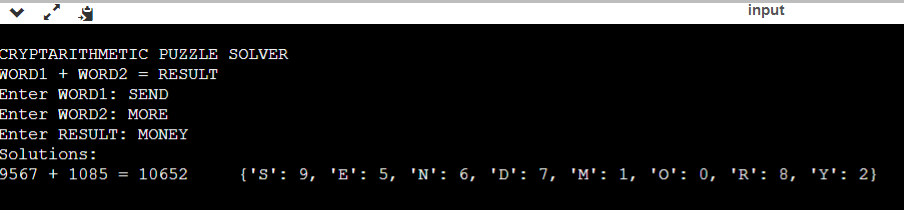 input
CRYPTARITHMETIC PUZZLE SOLVER
WORD1 + WORD2 = RESULT
Enter WORD1: SEND
Enter WORD2: MORE
Enter RESULT: MONEY
Solutions:
9567 + 1085 = 10652     {'S': 9, 'E': 5, 'N': 6, 'D': 7, 'M': 1, 'O': 0, 'R': 8, 'Y': 2}